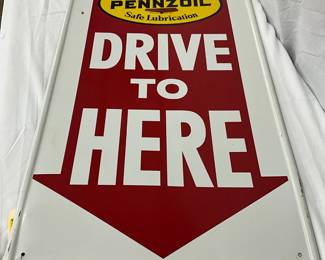 PENNZOIL
Safe Lubrication
DRIVE
TO
HERE